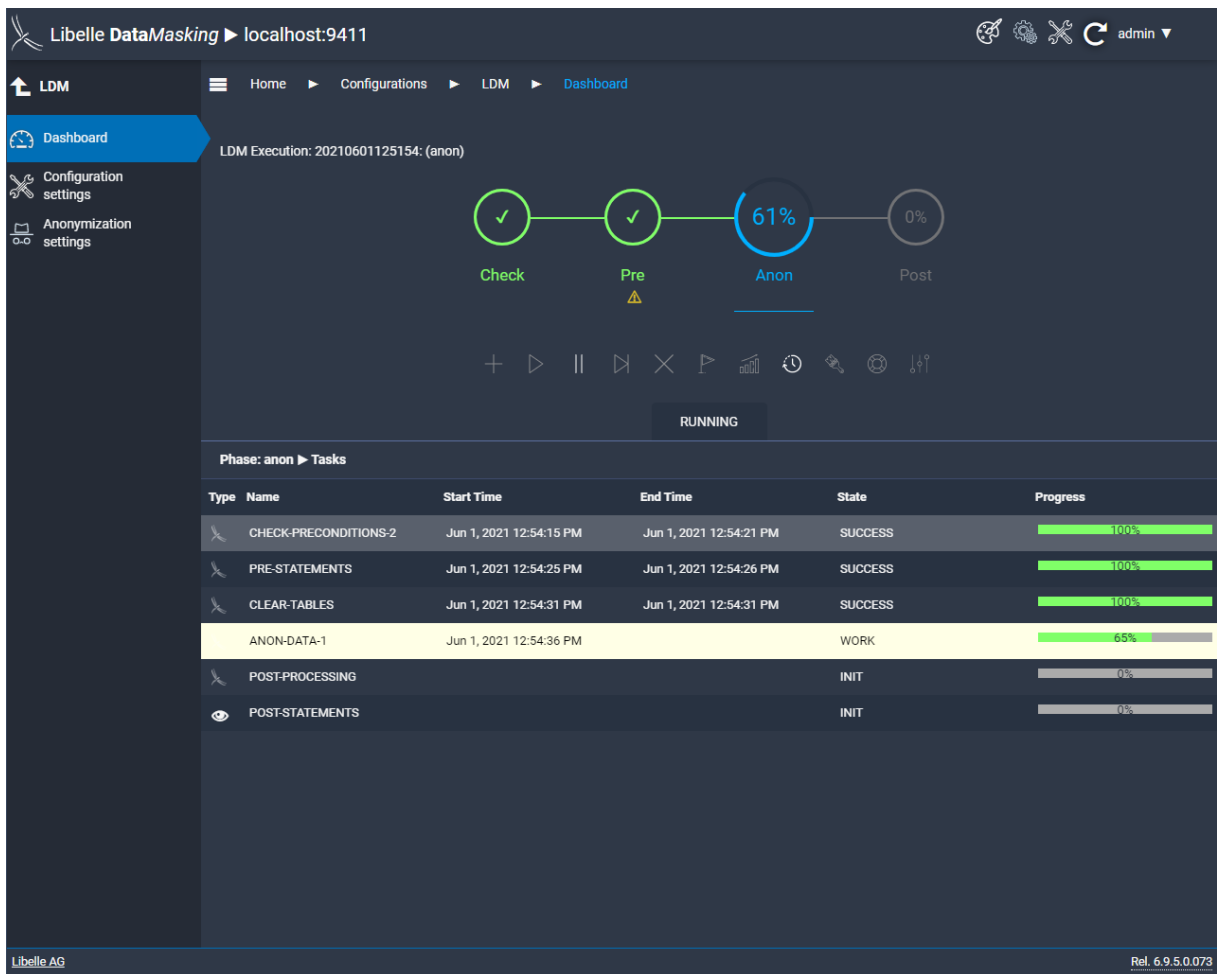 Libelle DataMasking ▶ localhost:9411
admin ▼
LDM
Home ► Configurations ► LDM ► Dashboard
Dashboard
Configuration
settings
Anonymization
settings
LDM Execution: 20210601125154: (anon)
✓ ✓ 61% 0%
Check Pre Anon Post
RUNNING
Phase: anon ▶ Tasks
Type Name Start Time End Time State Progress
CHECK-PRECONDITIONS-2 Jun 1, 2021 12:54:15 PM Jun 1, 2021 12:54:21 PM SUCCESS 100%
PRE-STATEMENTS Jun 1, 2021 12:54:25 PM Jun 1, 2021 12:54:26 PM SUCCESS 100%
CLEAR-TABLES Jun 1, 2021 12:54:31 PM Jun 1, 2021 12:54:31 PM SUCCESS 100%
ANON-DATA-1 Jun 1, 2021 12:54:36 PM WORK 65%
POST-PROCESSING INIT 0%
POST-STATEMENTS INIT 0%
Libelle AG
Rel. 6.9.5.0.073